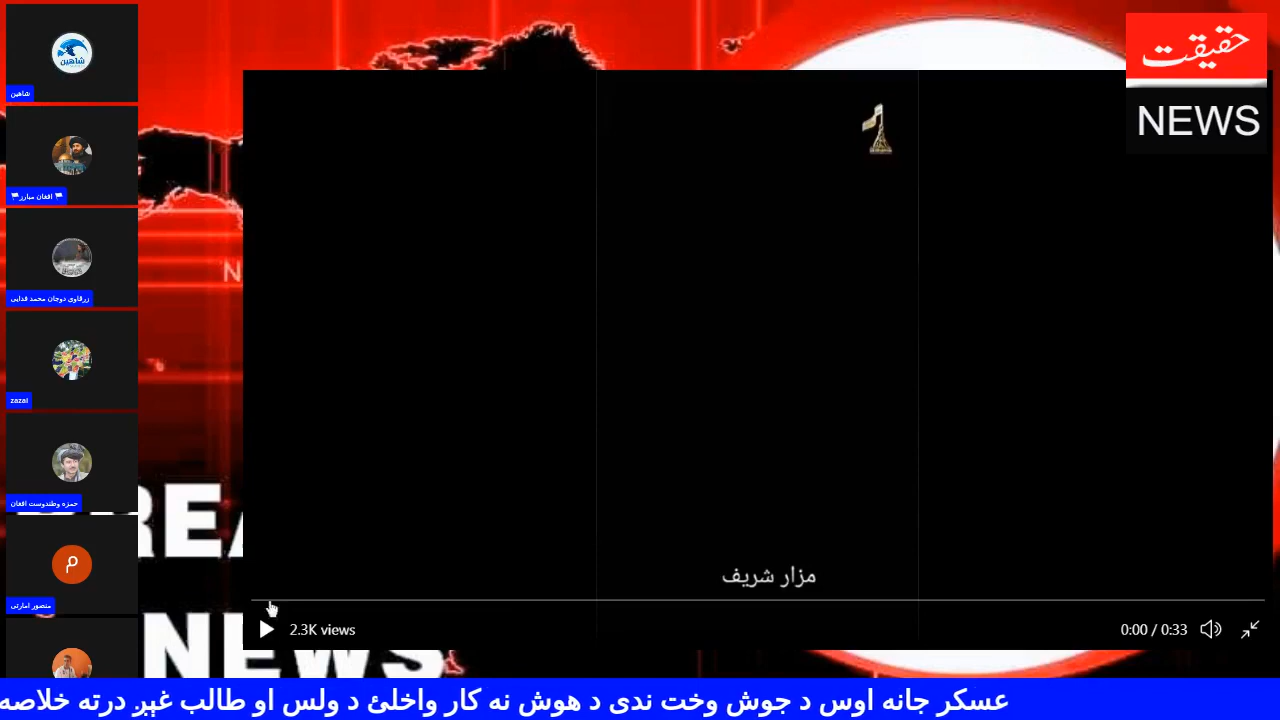 شاهين
افغان مبارز
زرقاوی دوجان محمد فدایی
zazai
حمزه وطندوست افغان
م
منصور امارتی
حقیقت
NEWS
مزار شریف
2.3K views
0:00 / 0:33
NEWS
عسکر جانه اوس د جوش وخت ندی د هوش نه کار واخلئ د ولس او طالب غېږ درته خلاصه